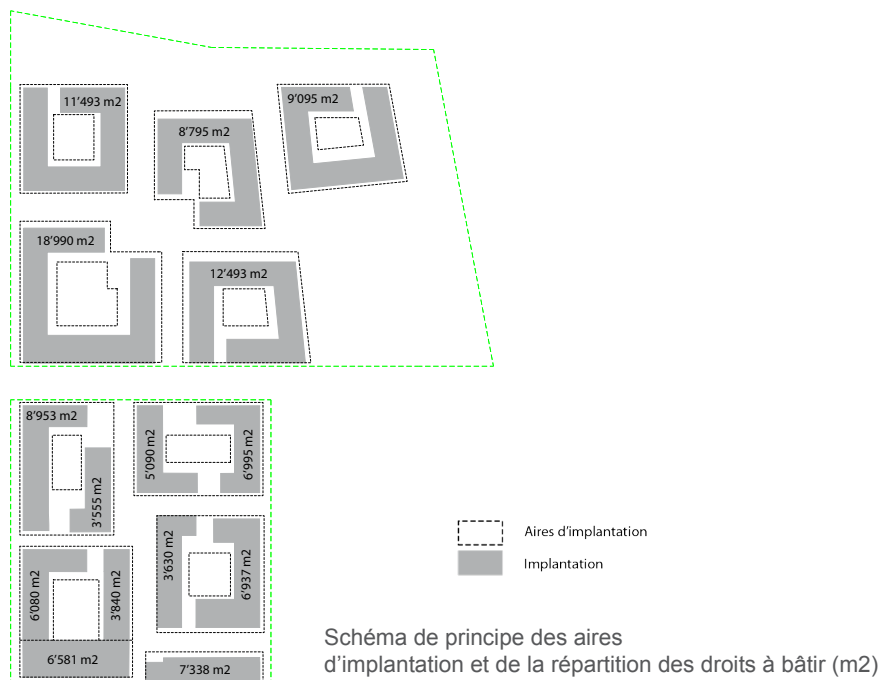 11’493 m2
8’795 m2
9’095 m2
18’990 m2
12’493 m2
8’953 m2
3’555 m2
5’090 m2
6’995 m2
3’630 m2
6’937 m2
6’080 m2
3’840 m2
6’581 m2
7’338 m2
Aires d’implantation
Implantation
Schéma de principe des aires
d’implantation et de la répartition des droits à bâtir (m2)